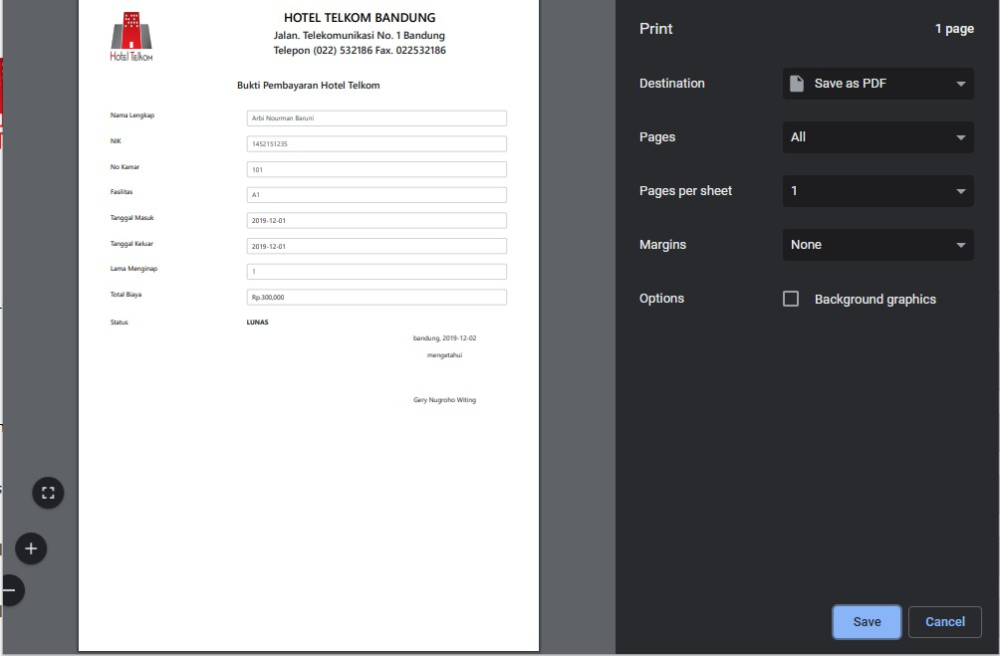 HOTEL TELKOM BANDUNG
Jalan. Telekomunikasi No. 1 Bandung
Telepon (022) 532186 Fax. 022532186
Hotel Telkom
Bukti Pembayaran Hotel Telkom
Nama Lengkap Arbi Nourman Baruni
NIK 1452151235
No Kamar 101
Fasilitas A1
Tanggal Masuk 2019-12-01
Tanggal Keluar 2019-12-01
Lama Menginap 1
Total Biaya Rp.300,000
Status LUNAS
bandung, 2019-12-02
mengetahui
Gery Nugroho Witing
Print 1 page
Destination Save as PDF
Pages All
Pages per sheet 1
Margins None
Options Background graphics
Save Cancel